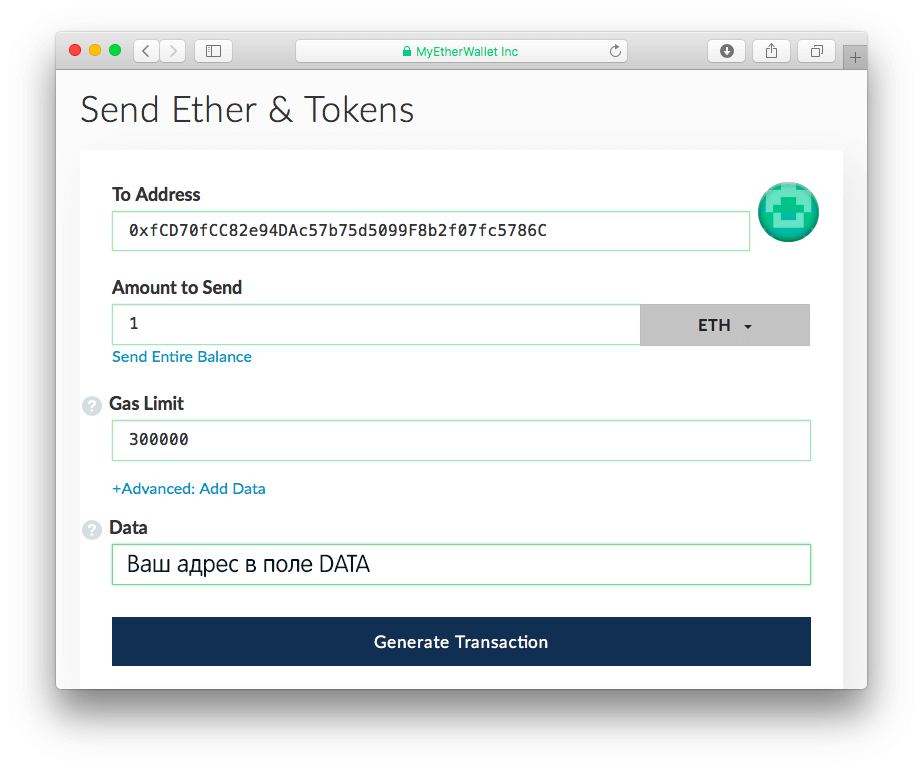 MyEtherWallet Inc
Send Ether & Tokens
To Address
0xfCD70fCC82e94DAc57b75d5099F8b2f07fc5786C
Amount to Send
1
ETH
Send Entire Balance
? Gas Limit
300000
+Advanced: Add Data
? Data
Ваш адрес в поле DATA
Generate Transaction